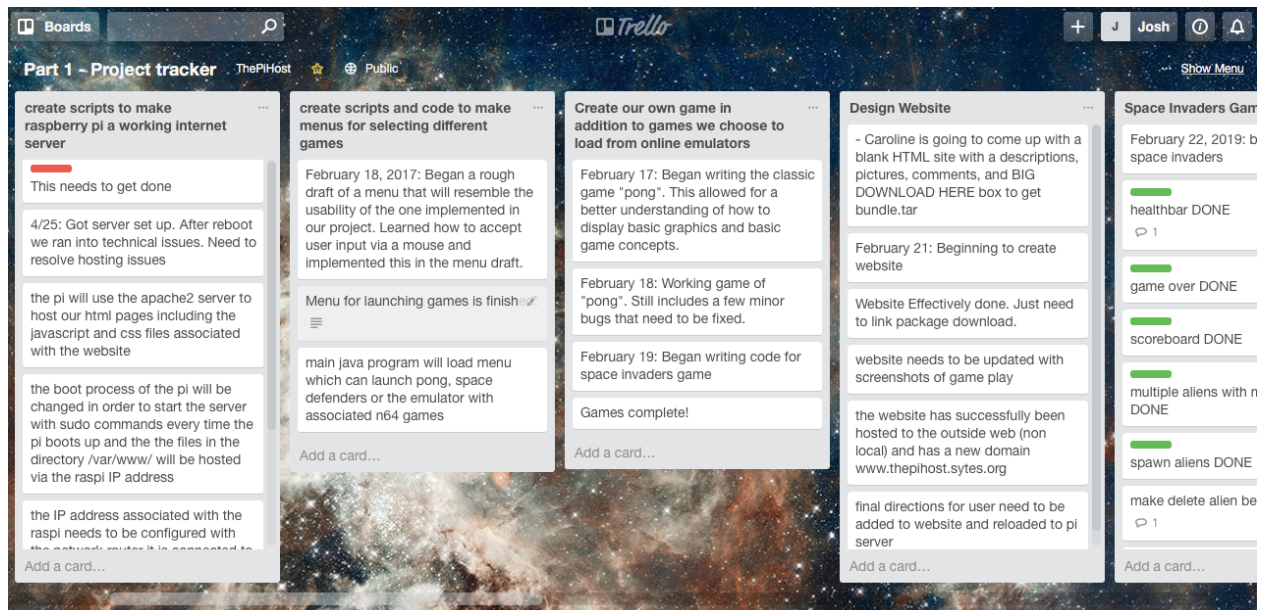 Boards
Trello
J Josh
Part 1 - Project tracker ThePiHost Public
... Show Menu
create scripts to make
raspberry pi a working internet
server
This needs to get done
4/25: Got server set up. After reboot
we ran into technical issues. Need to
resolve hosting issues
the pi will use the apache2 server to
host our html pages including the
javascript and css files associated
with the website
the boot process of the pi will be
changed in order to start the server
with sudo commands every time the
pi boots up and the the files in the
directory /var/www/ will be hosted
via the raspi IP address
the IP address associated with the
raspi needs to be configured with
the network router it is connected to
Add a card…
create scripts and code to make
menus for selecting different
games
February 18, 2017: Began a rough
draft of a menu that will resemble the
usability of the one implemented in
our project. Learned how to accept
user input via a mouse and
implemented this in the menu draft.
Menu for launching games is finished.
main java program will load menu
which can launch pong, space
defenders or the emulator with
associated n64 games
Add a card…
Create our own game in
addition to games we choose to
load from online emulators
February 17: Began writing the classic
game "pong". This allowed for a
better understanding of how to
display basic graphics and basic
game concepts.
February 18: Working game of
"pong". Still includes a few minor
bugs that need to be fixed.
February 19: Began writing code for
space invaders game
Games complete!
Add a card…
Design Website
- Caroline is going to come up with a
blank HTML site with a descriptions,
pictures, comments, and BIG
DOWNLOAD HERE box to get
bundle.tar
February 21: Beginning to create
website
Website Effectively done. Just need
to link package download.
website needs to be updated with
screenshots of game play
the website has successfully been
hosted to the outside web (non
local) and has a new domain
www.thepihost.sytes.org
final directions for user need to be
added to website and reloaded to pi
server
Add a card…
Space Invaders Gam
February 22, 2019: b
space invaders
healthbar DONE
1
game over DONE
scoreboard DONE
multiple aliens with n
DONE
spawn aliens DONE
make delete alien be
1
Add a card…